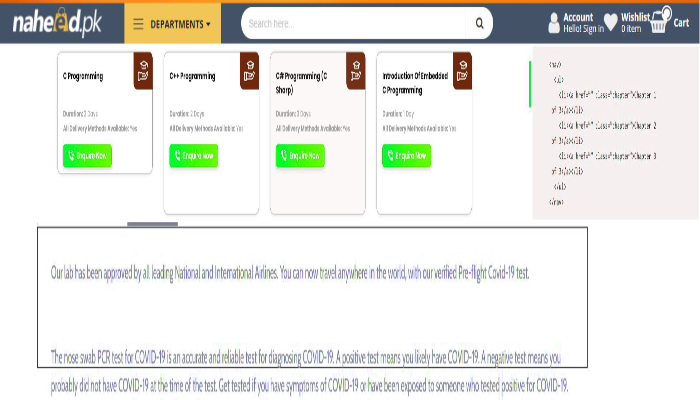 naheed.pk
DEPARTMENTS
Search here...
Account
Hello! Sign in
Wishlist
0 item
Cart
C Programming
Duration: 2 Days
All Delivery Methods Available: Yes
Enquire Now
C++ Programming
Duration: 2 Days
All Delivery Methods Available: Yes
Enquire Now
C# Programming (C
Sharp)
Duration: 3 Days
All Delivery Methods Available: Yes
Enquire Now
Introduction Of Embedded
C Programming
Duration: 1 Day
All Delivery Methods Available: Yes
Enquire Now
<nav>
<ul>
<li><a href="" class="chapter">Chapter 1
of 3</a></li>
<li><a href="" class="chapter">Chapter 2
of 3</a></li>
<li><a href="" class="chapter">Chapter 3
of 3</a></li>
</ul>
</nav>
Our lab has been approved by all leading National and International Airlines. You can now travel anywhere in the world, with our verified Pre-flight Covid-19 test.
The nose swab PCR test for COVID-19 is an accurate and reliable test for diagnosing COVID-19. A positive test means you likely have COVID-19. A negative test means you
probably did not have COVID-19 at the time of the test. Get tested if you have symptoms of COVID-19 or have been exposed to someone who tested positive for COVID-19.